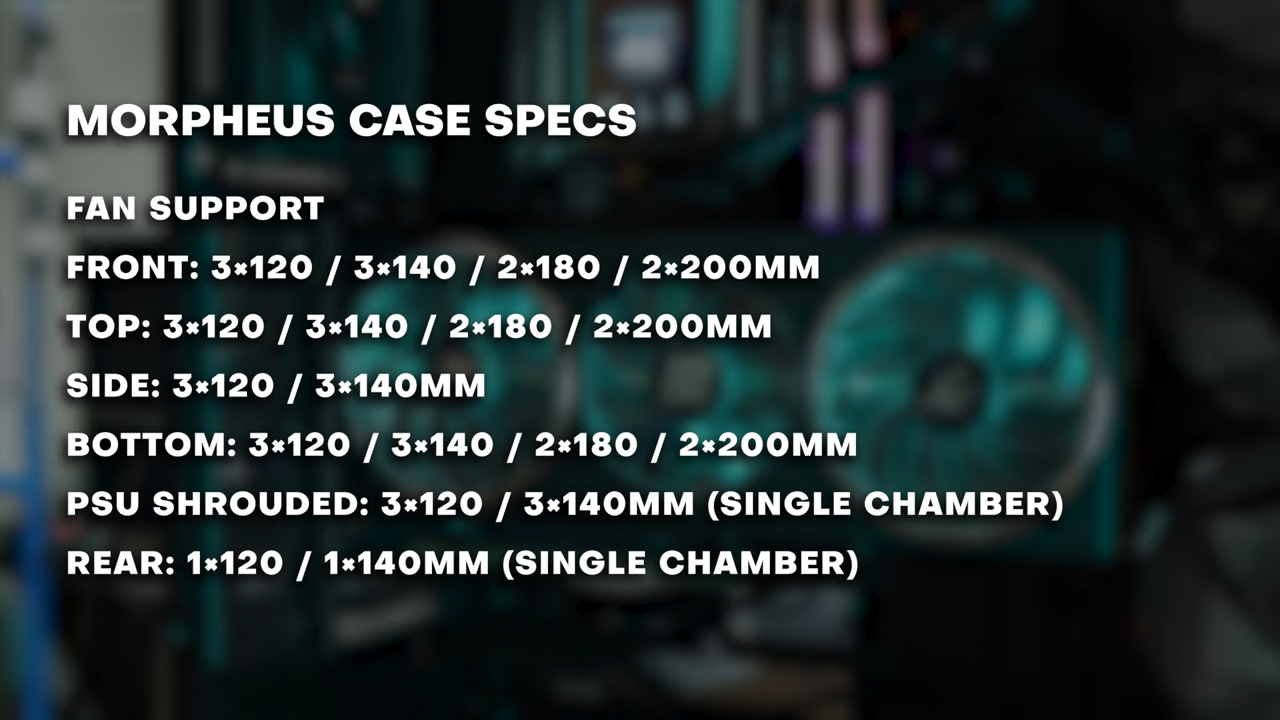 MORPHEUS CASE SPECS
FAN SUPPORT
FRONT: 3×120 / 3×140 / 2×180 / 2×200MM
TOP: 3×120 / 3×140 / 2×180 / 2×200MM
SIDE: 3×120 / 3×140MM
BOTTOM: 3×120 / 3×140 / 2×180 / 2×200MM
PSU SHROUDED: 3×120 / 3×140MM (SINGLE CHAMBER)
REAR: 1×120 / 1×140MM (SINGLE CHAMBER)